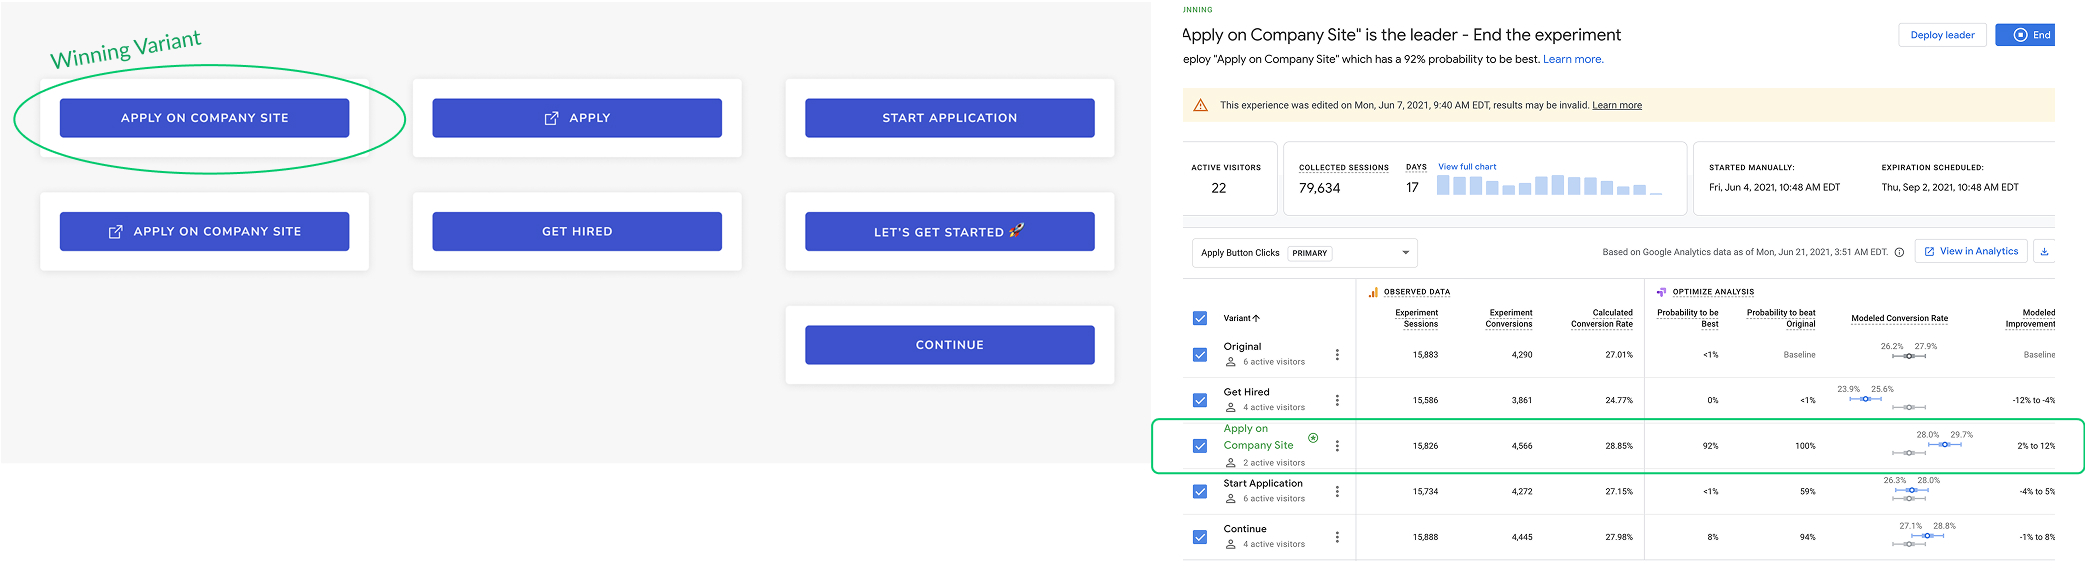 Winning Variant
APPLY ON COMPANY SITE
APPLY
START APPLICATION
APPLY ON COMPANY SITE
GET HIRED
LET'S GET STARTED 🚀
CONTINUE
UNNING
Apply on Company Site" is the leader - End the experiment
Deploy leader
End
eploy "Apply on Company Site" which has a 92% probability to be best. Learn more.
This experience was edited on Mon, Jun 7, 2021, 9:40 AM EDT, results may be invalid. Learn more
ACTIVE VISITORS
22
COLLECTED SESSIONS
79,634
DAYS
17
View full chart
STARTED MANUALLY:
Fri, Jun 4, 2021, 10:48 AM EDT
EXPIRATION SCHEDULED:
Thu, Sep 2, 2021, 10:48 AM EDT
Apply Button Clicks PRIMARY
Based on Google Analytics data as of Mon, Jun 21, 2021, 3:51 AM EDT.
View in Analytics
OBSERVED DATA
OPTIMIZE ANALYSIS
Variant
Experiment Sessions
Experiment Conversions
Calculated Conversion Rate
Probability to be Best
Probability to beat Original
Modeled Conversion Rate
Modeled Improvement
Original
6 active visitors
15,883
4,290
27.01%
<1%
Baseline
26.2% 27.9%
Baseline
Get Hired
4 active visitors
15,586
3,861
24.77%
0%
<1%
23.9% 25.6%
-12% to -4%
Apply on
Company Site
2 active visitors
15,826
4,566
28.85%
92%
100%
28.0% 29.7%
2% to 12%
Start Application
6 active visitors
15,734
4,272
27.15%
<1%
59%
26.3% 28.0%
-4% to 5%
Continue
4 active visitors
15,888
4,445
27.98%
8%
94%
27.1% 28.8%
-1% to 8%